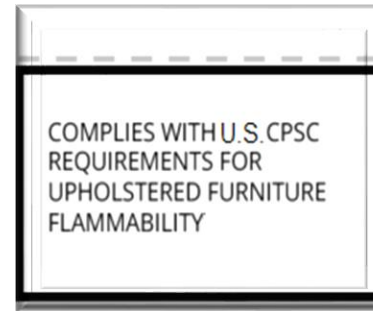 COMPLIES WITH U.S. CPSC
REQUIREMENTS FOR
UPHOLSTERED FURNITURE
FLAMMABILITY